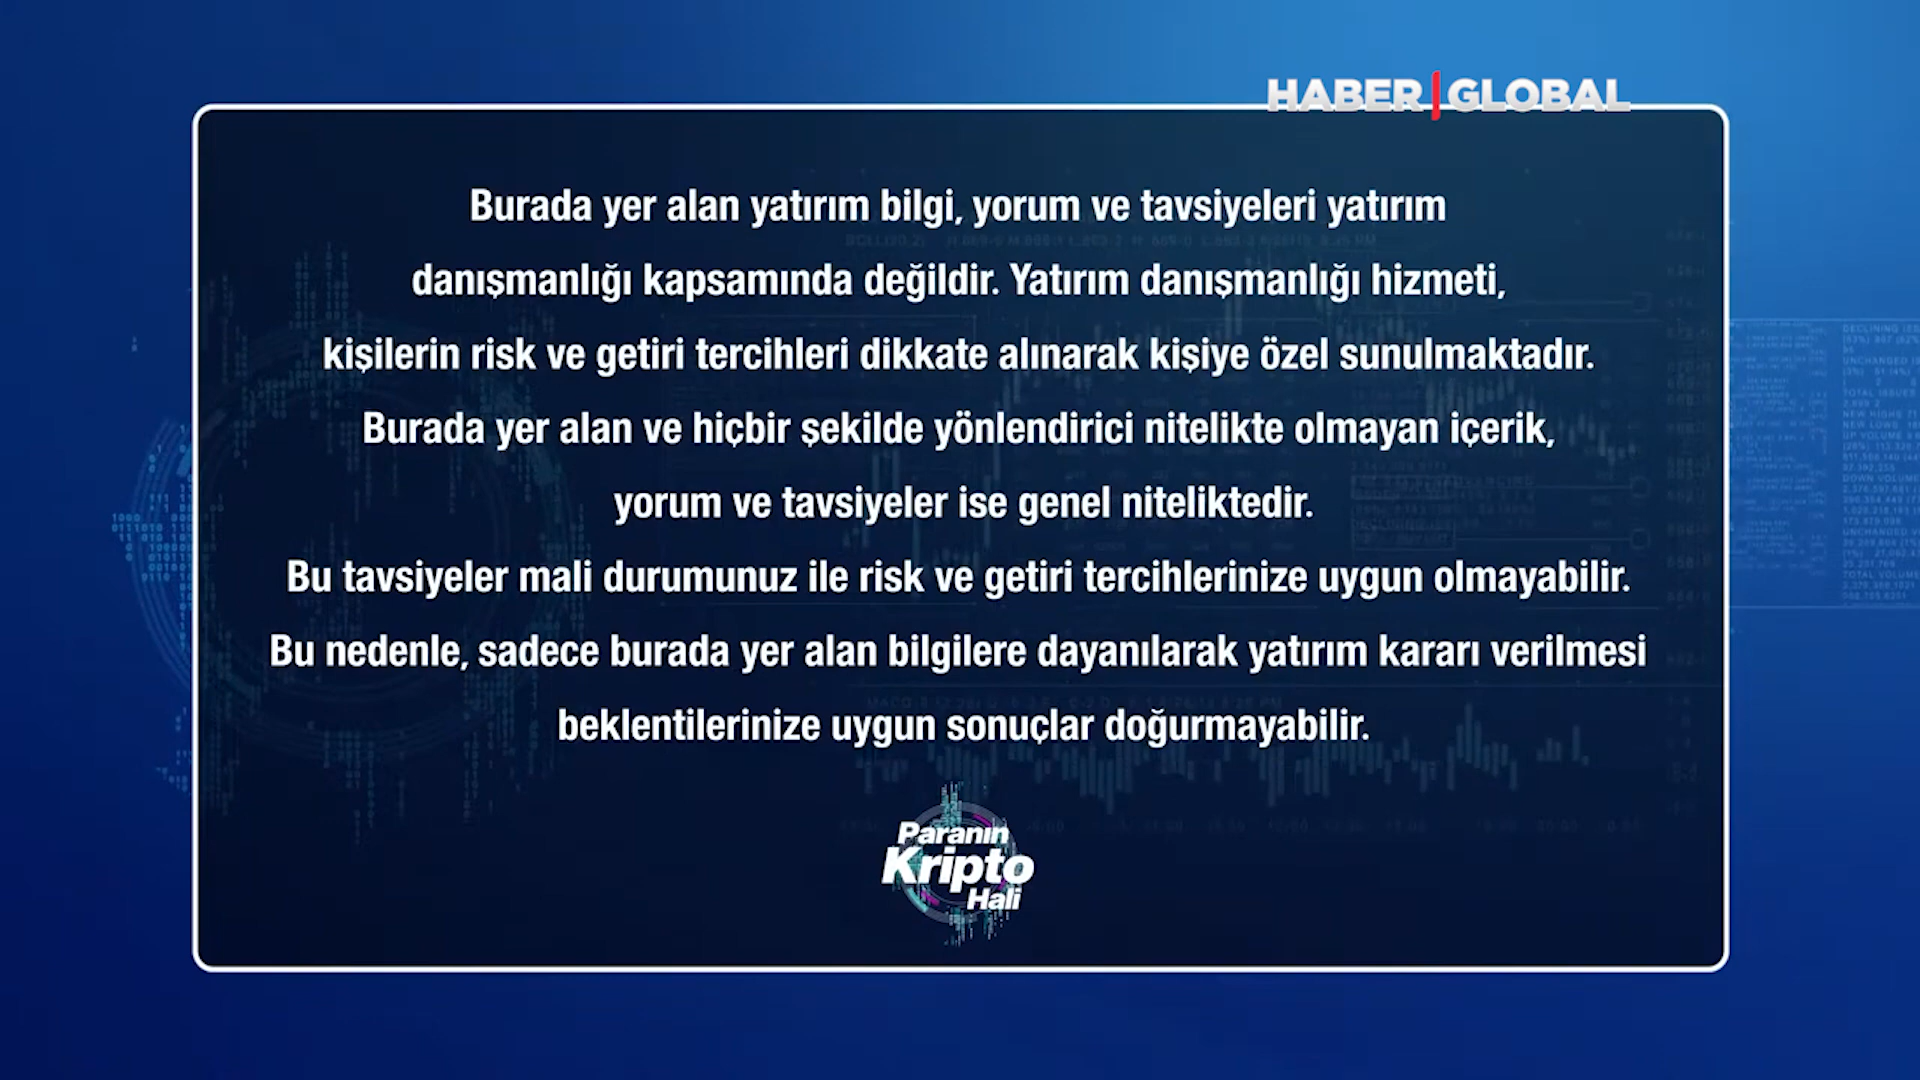 HABER GLOBAL
Burada yer alan yatırım bilgi, yorum ve tavsiyeleri yatırım
danışmanlığı kapsamında değildir. Yatırım danışmanlığı hizmeti,
kişilerin risk ve getiri tercihleri dikkate alınarak kişiye özel sunulmaktadır.
Burada yer alan ve hiçbir şekilde yönlendirici nitelikte olmayan içerik,
yorum ve tavsiyeler ise genel niteliktedir.
Bu tavsiyeler mali durumunuz ile risk ve getiri tercihlerinize uygun olmayabilir.
Bu nedenle, sadece burada yer alan bilgilere dayanılarak yatırım kararı verilmesi
beklentilerinize uygun sonuçlar doğurmayabilir.
Paranın
Kripto
Hali